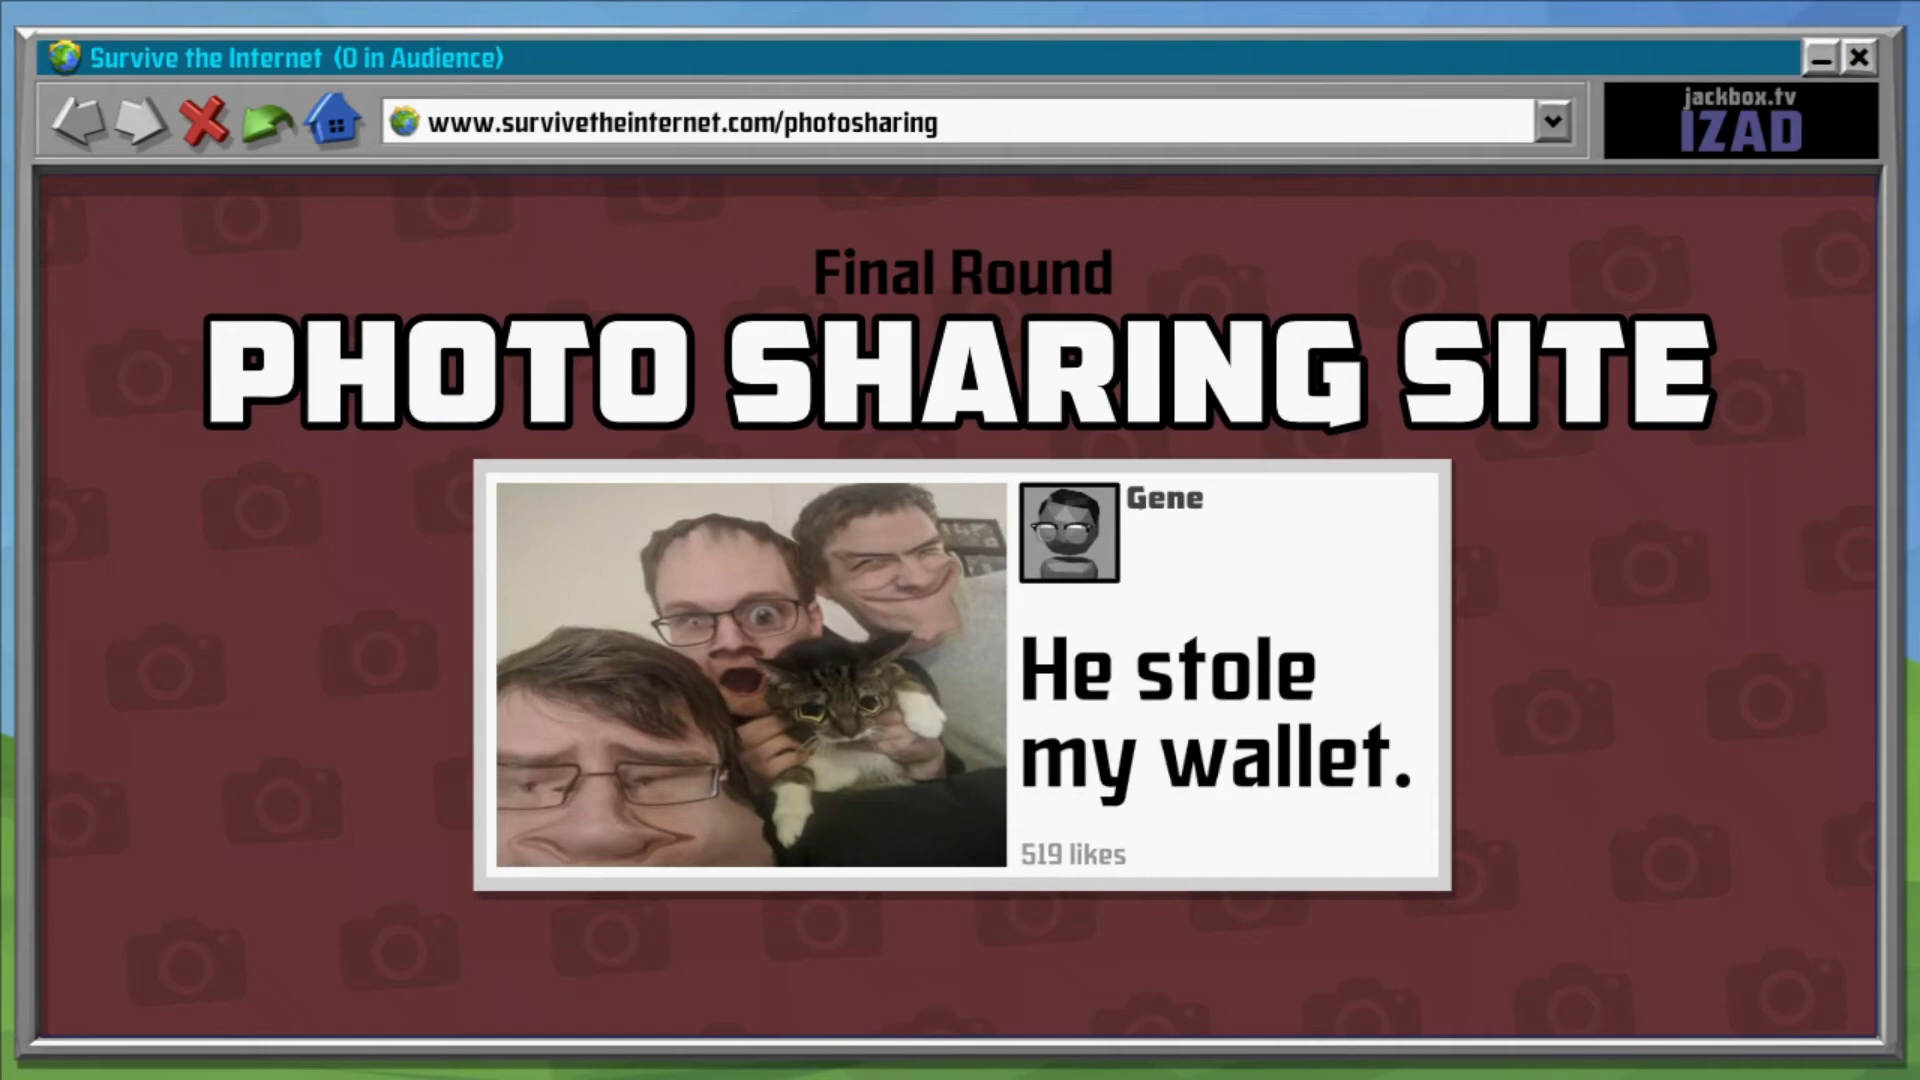 Survive the Internet (0 in Audience)
www.survivetheinternet.com/photosharing
jackbox.tv
IZAD
Final Round
PHOTO SHARING SITE
Gene
He stole
my wallet.
519 likes